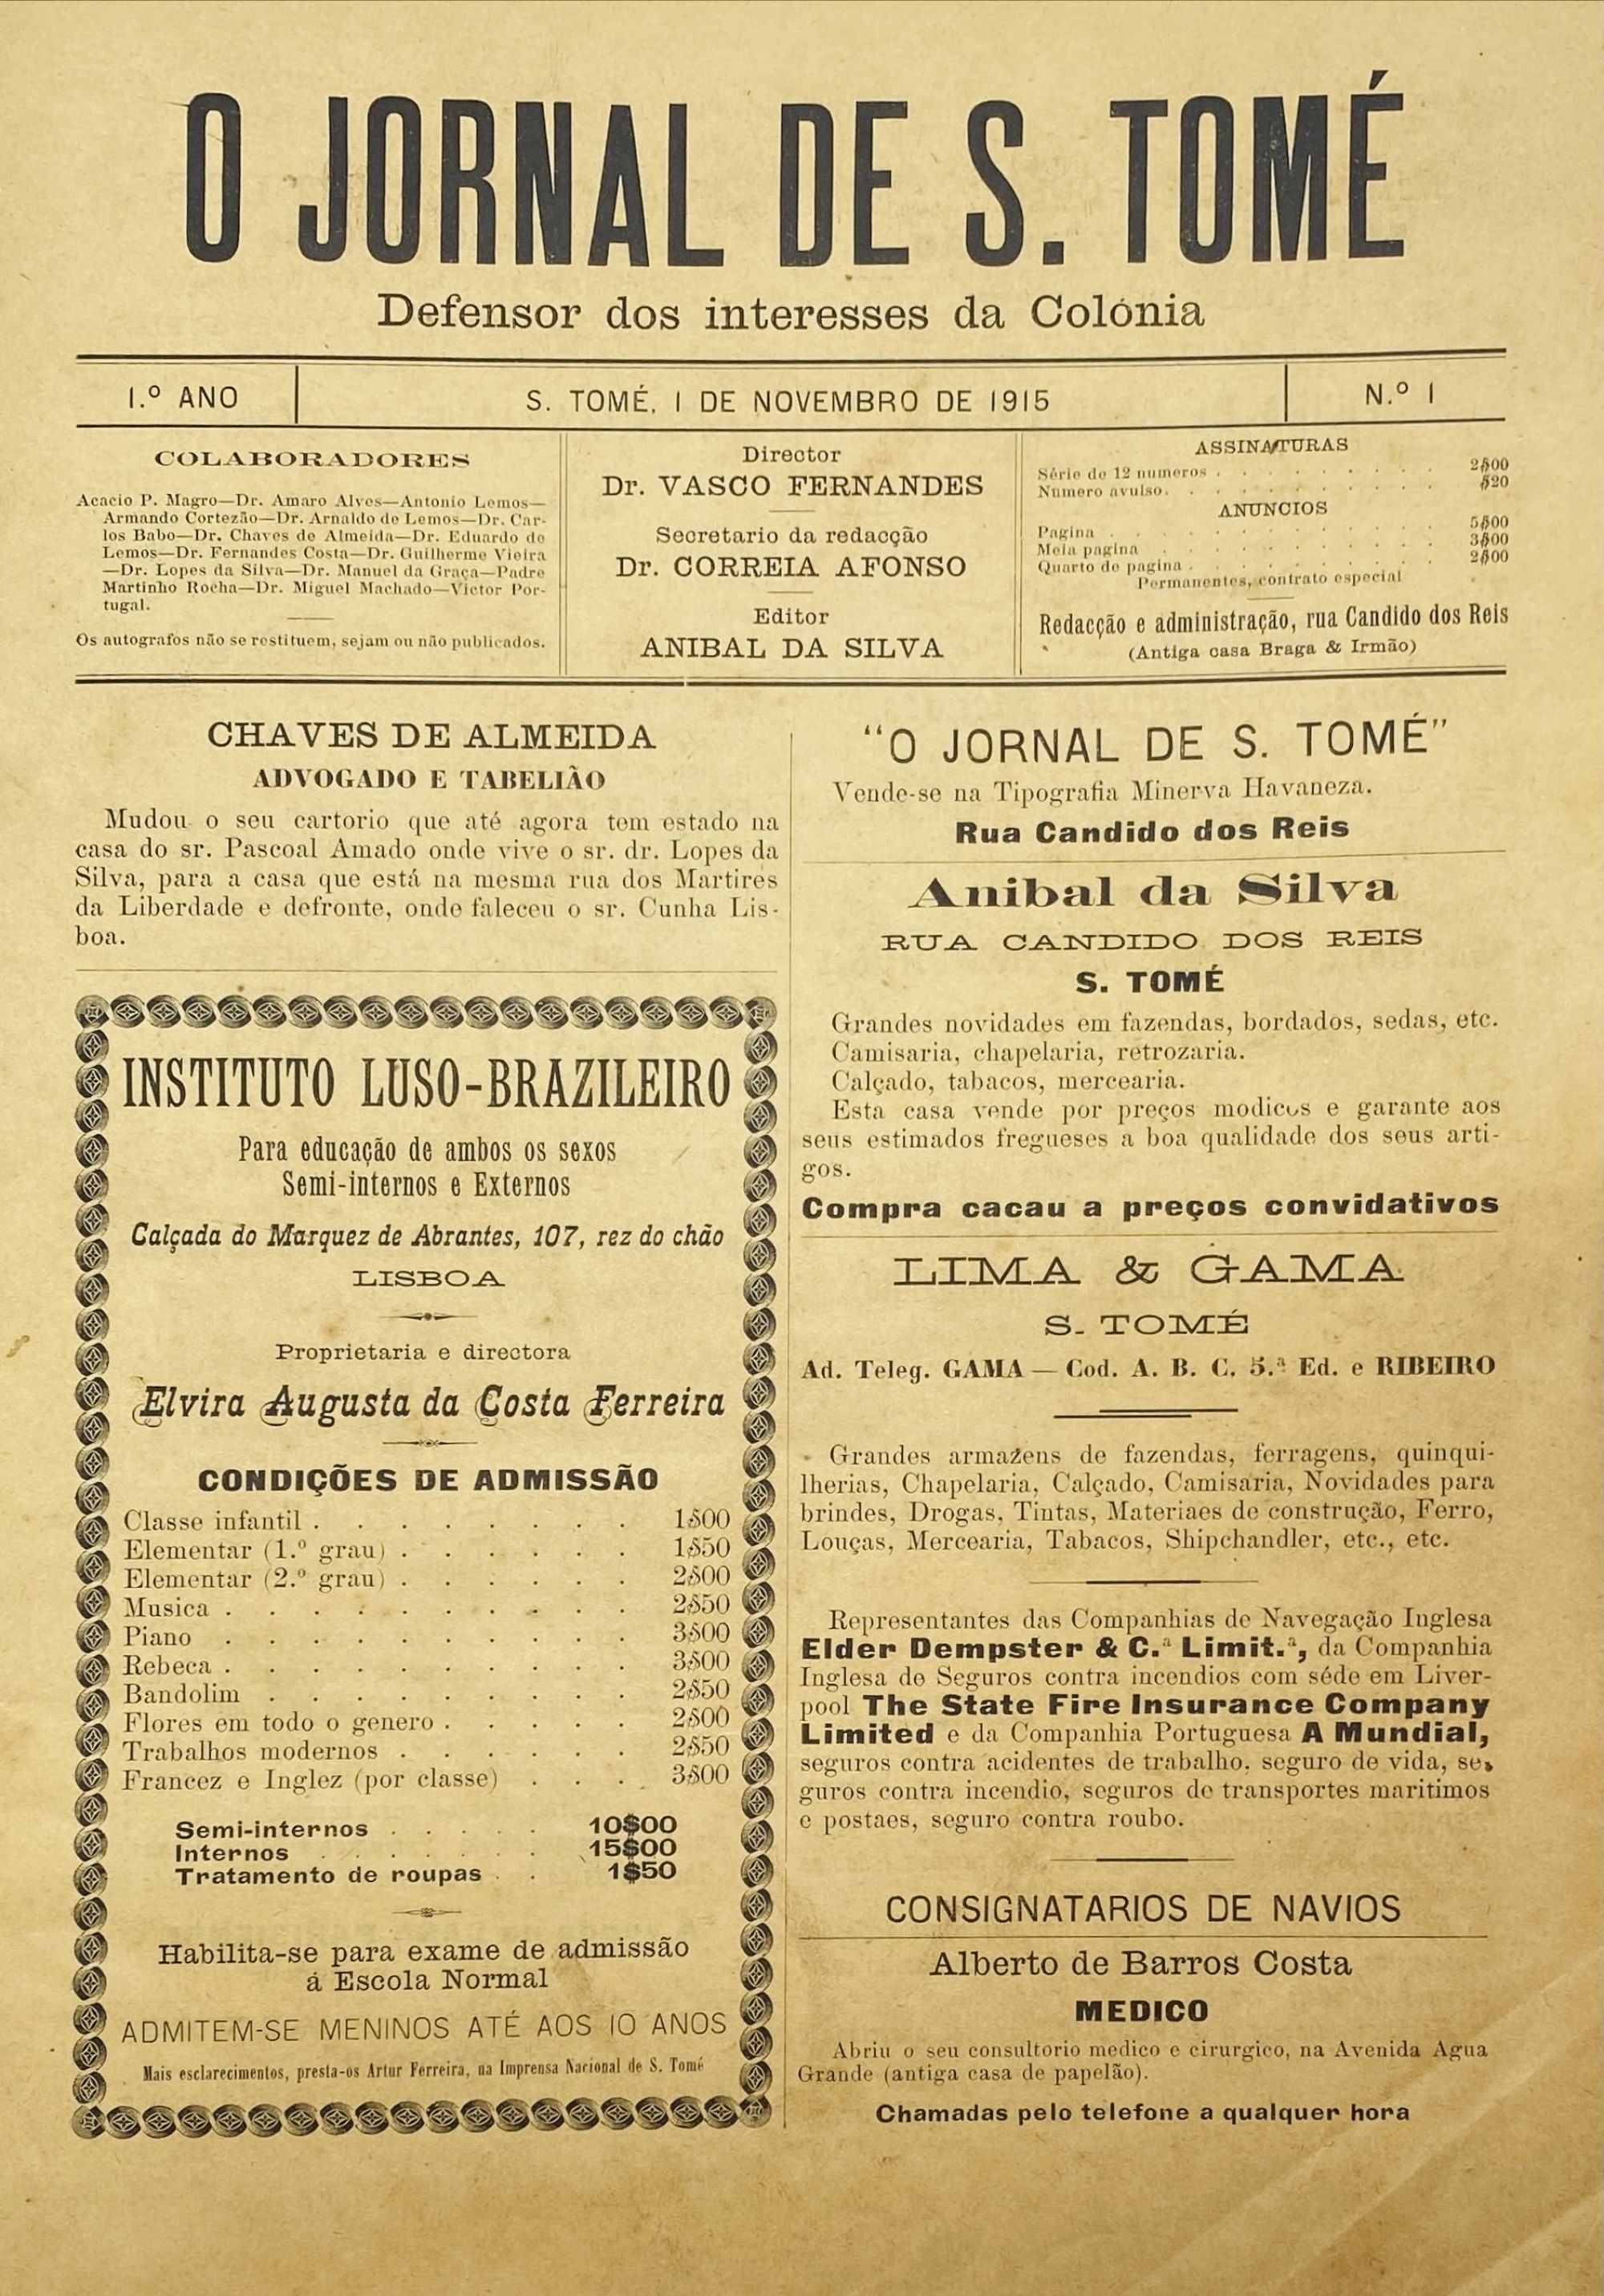 O JORNAL DE S. TOMÉ
Defensor dos interesses da Colónia
1.º ANO
S. TOMÉ, 1 DE NOVEMBRO DE 1915
N.º 1
COLABORADORES
Acacio P. Magro—Dr. Amaro Alves—Antonio Lemos—
Armando Cortezão—Dr. Arnaldo de Lemos—Dr. Car-
los Babo—Dr. Chaves de Almeida—Dr. Eduardo de
Lemos—Dr. Fernandes Costa—Dr. Guilherme Vieira
—Dr. Lopes da Silva—Dr. Manuel da Graça—Padre
Martinho Rocha—Dr. Miguel Machado—Victor Por-
tugal.
Os autografos não se restituem, sejam ou não publicados.
Director
Dr. VASCO FERNANDES
Secretario da redacção
Dr. CORREIA AFONSO
Editor
ANIBAL DA SILVA
ASSINATURAS
Série de 12 numeros . . . . . . . . 2$00
Numero avulso. . . . . . . . . $20
ANUNCIOS
Pagina . . . . . . . . . 5$00
Meia pagina . . . . . . . . 3$00
Quarto de pagina . . . . . . . 2$00
Permanentes, contrato especial
Redacção e administração, rua Candido dos Reis
(Antiga casa Braga & Irmão)
CHAVES DE ALMEIDA
ADVOGADO E TABELIÃO
Mudou o seu cartorio que até agora tem estado na
casa do sr. Pascoal Amado onde vive o sr. dr. Lopes da
Silva, para a casa que está na mesma rua dos Martires
da Liberdade e defronte, onde faleceu o sr. Cunha Lis-
boa.
INSTITUTO LUSO-BRAZILEIRO
Para educação de ambos os sexos
Semi-internos e Externos
Calçada do Marquez de Abrantes, 107, rez do chão
LISBOA
Proprietaria e directora
Elvira Augusta da Costa Ferreira
CONDIÇÕES DE ADMISSÃO
Classe infantil . . . . . . . . 1$00
Elementar (1.º grau) . . . . . . 1$50
Elementar (2.º grau) . . . . . . 2$00
Musica . . . . . . . . . . 2$50
Piano . . . . . . . . . . 3$00
Rebeca . . . . . . . . . . 3$00
Bandolim . . . . . . . . . 2$50
Flores em todo o genero . . . . . 2$00
Trabalhos modernos . . . . . . 2$50
Francez e Inglez (por classe) . . . 3$00
Semi-internos . . . . . 10$00
Internos . . . . . . 15$00
Tratamento de roupas . . 1$50
Habilita-se para exame de admissão
á Escola Normal
ADMITEM-SE MENINOS ATÉ AOS 10 ANOS
Mais esclarecimentos, presta-os Artur Ferreira, na Imprensa Nacional de S. Tomé
“O JORNAL DE S. TOMÉ”
Vende-se na Tipografia Minerva Havaneza.
Rua Candido dos Reis
Anibal da Silva
RUA CANDIDO DOS REIS
S. TOMÉ
Grandes novidades em fazendas, bordados, sedas, etc.
Camisaria, chapelaria, retrozaria.
Calçado, tabacos, mercearia.
Esta casa vende por preços modicos e garante aos
seus estimados fregueses a boa qualidade dos seus arti-
gos.
Compra cacau a preços convidativos
LIMA & GAMA
S. TOMÉ
Ad. Teleg. GAMA — Cod. A. B. C. 5.ª Ed. e RIBEIRO
Grandes armazens de fazendas, ferragens, quinqui-
lherias, Chapelaria, Calçado, Camisaria, Novidades para
brindes, Drogas, Tintas, Materiaes de construção, Ferro,
Louças, Mercearia, Tabacos, Shipchandler, etc., etc.
Representantes das Companhias de Navegação Inglesa
Elder Dempster & C.ª Limit.ª, da Companhia
Inglesa de Seguros contra incendios com séde em Liver-
pool The State Fire Insurance Company
Limited e da Companhia Portuguesa A Mundial,
seguros contra acidentes de trabalho, seguro de vida, se-
guros contra incendio, seguros de transportes maritimos
e postaes, seguro contra roubo.
CONSIGNATARIOS DE NAVIOS
Alberto de Barros Costa
MEDICO
Abriu o seu consultorio medico e cirurgico, na Avenida Agua
Grande (antiga casa de papelão).
Chamadas pelo telefone a qualquer hora